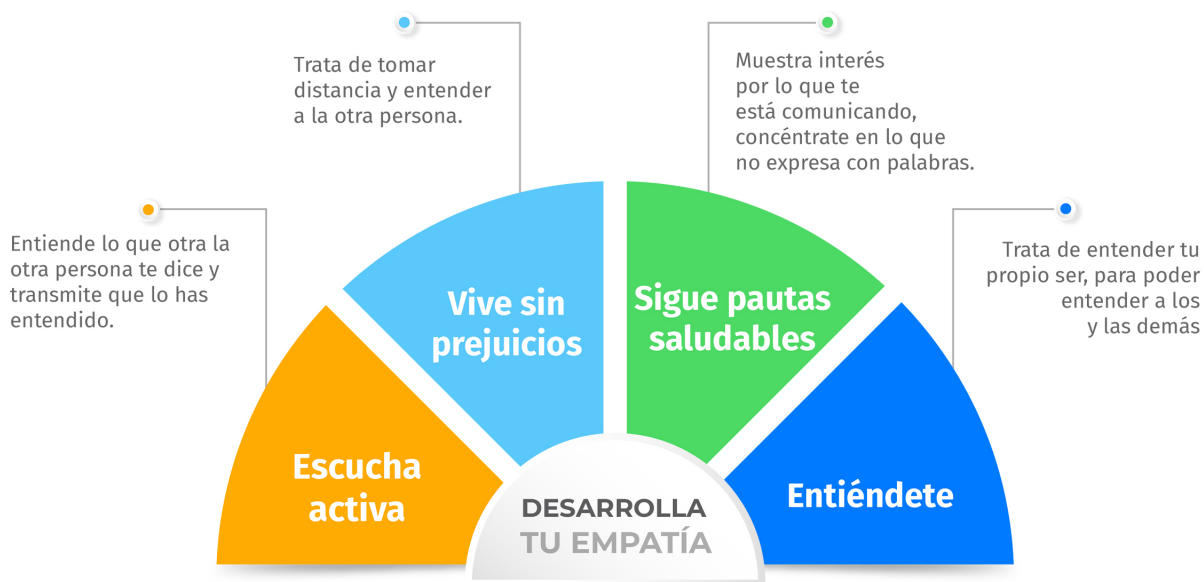 Trata de tomar
distancia y entender
a la otra persona.
Muestra interés
por lo que te
está comunicando,
concéntrate en lo que
no expresa con palabras.
Entiende lo que otra la
otra persona te dice y
transmite que lo has
entendido.
Trata de entender tu
propio ser, para poder
entender a los
y las demás
Escucha
activa
Vive sin
prejuicios
Sigue pautas
saludables
Entiéndete
DESARROLLA
TU EMPATÍA